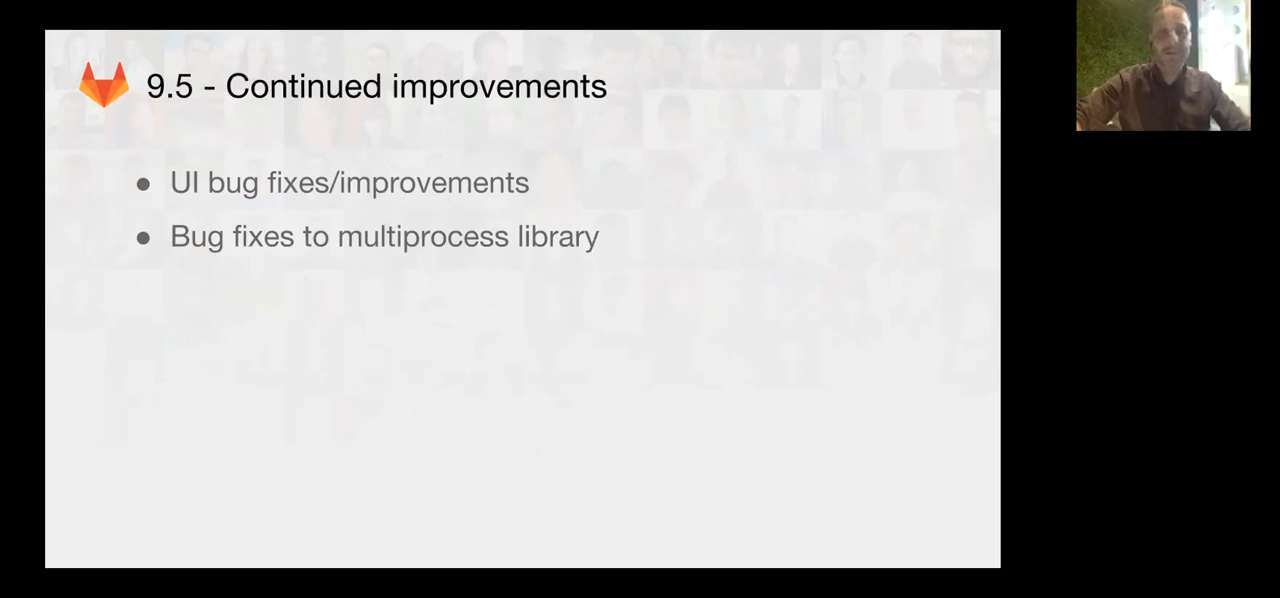 9.5 - Continued improvements
● UI bug fixes/improvements
● Bug fixes to multiprocess library